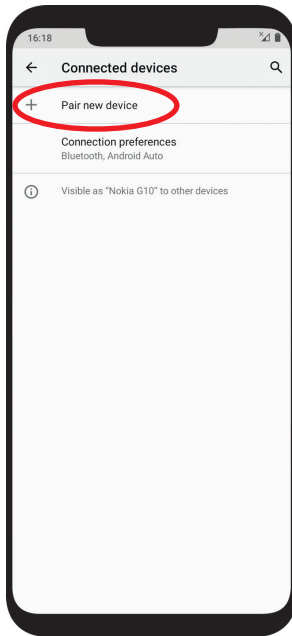 16:18
Connected devices
Pair new device
Connection preferences
Bluetooth, Android Auto
Visible as “Nokia G10” to other devices